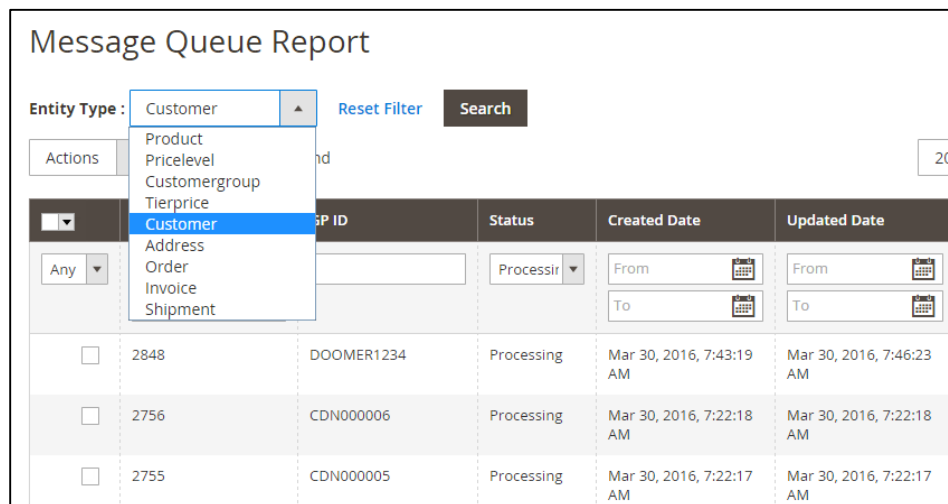 Message Queue Report
Entity Type : Customer Reset Filter Search
Product
Pricelevel
Customergroup
Tierprice
Customer
Address
Order
Invoice
Shipment
Actions 20
GP ID Status Created Date Updated Date
Any Processir From From
To To
2848 DOOMER1234 Processing Mar 30, 2016, 7:43:19 Mar 30, 2016, 7:46:23
AM AM
2756 CDN000006 Processing Mar 30, 2016, 7:22:18 Mar 30, 2016, 7:22:18
AM AM
2755 CDN000005 Processing Mar 30, 2016, 7:22:17 Mar 30, 2016, 7:22:17
AM AM